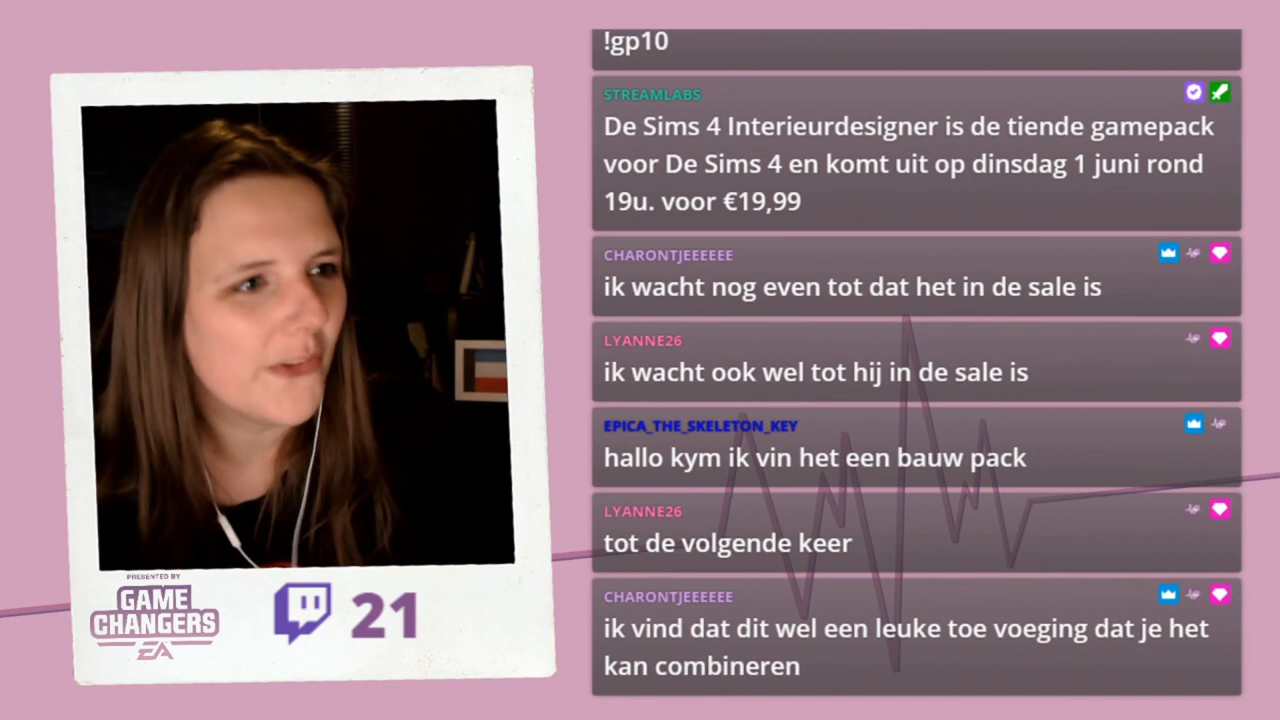 !gp10
STREAMLABS
De Sims 4 Interieurdesigner is de tiende gamepack
voor De Sims 4 en komt uit op dinsdag 1 juni rond
19u. voor €19,99
CHARONTJEEEEEE
ik wacht nog even tot dat het in de sale is
LYANNE26
ik wacht ook wel tot hij in de sale is
EPICA_THE_SKELETON_KEY
hallo kym ik vin het een bauw pack
LYANNE26
tot de volgende keer
CHARONTJEEEEEE
ik vind dat dit wel een leuke toe voeging dat je het
kan combineren
PRESENTED BY
GAME
CHANGERS
EA
21